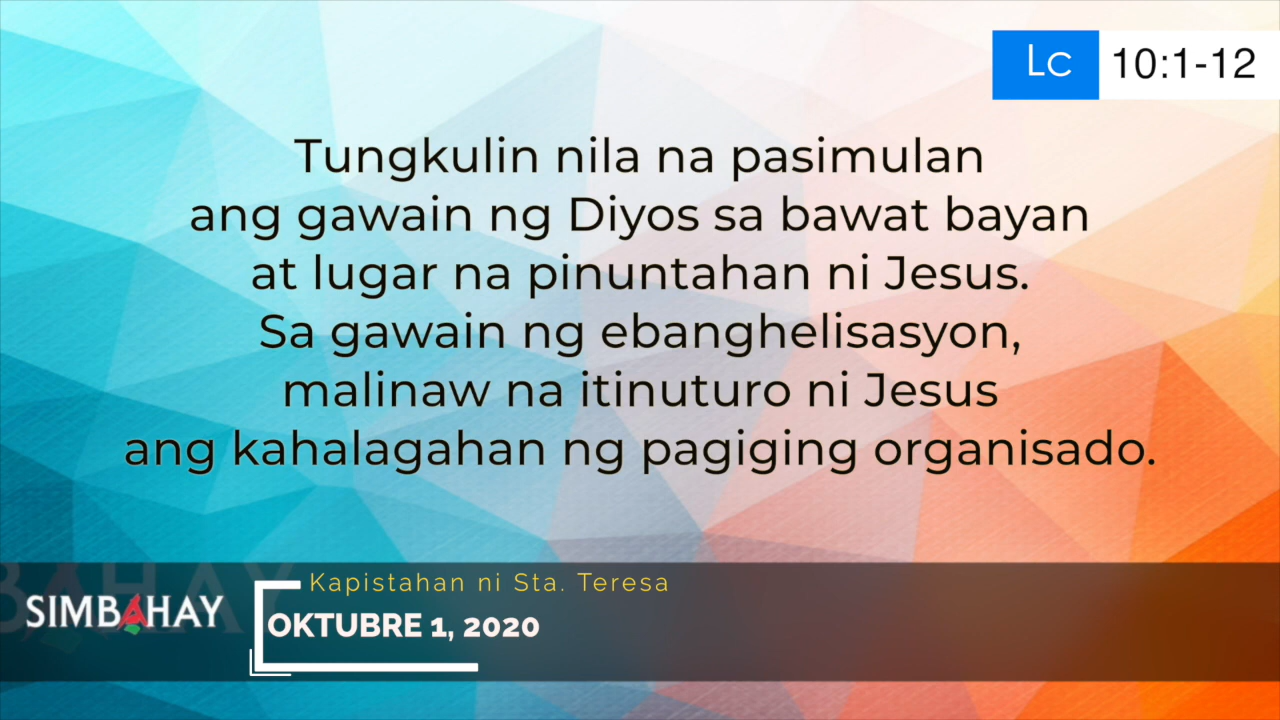 Lc 10:1-12
Tungkulin nila na pasimulan
ang gawain ng Diyos sa bawat bayan
at lugar na pinuntahan ni Jesus.
Sa gawain ng ebanghelisasyon,
malinaw na itinuturo ni Jesus
ang kahalagahan ng pagiging organisado.
Kapistahan ni Sta. Teresa
SIMBAHAY
OKTUBRE 1, 2020